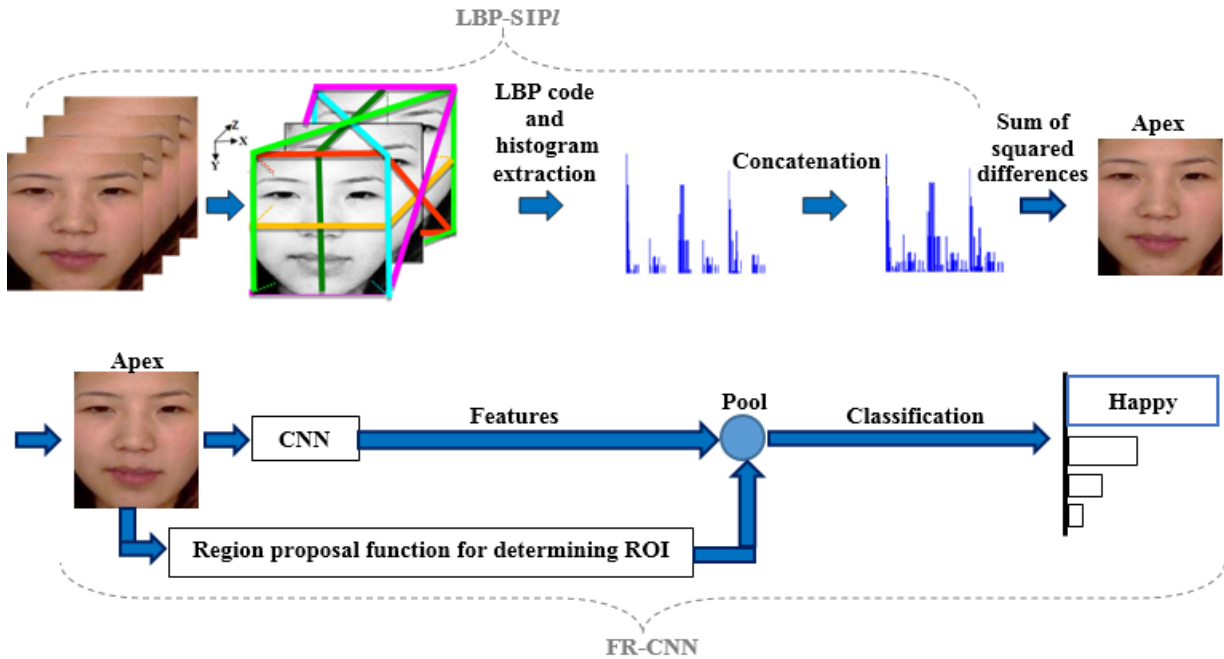 LBP-SIPl
Z
X
Y
LBP code
and
histogram
extraction
Concatenation
Sum of
squared
differences
Apex
Apex
CNN
Features
Pool
Classification
Happy
Region proposal function for determining ROI
FR-CNN